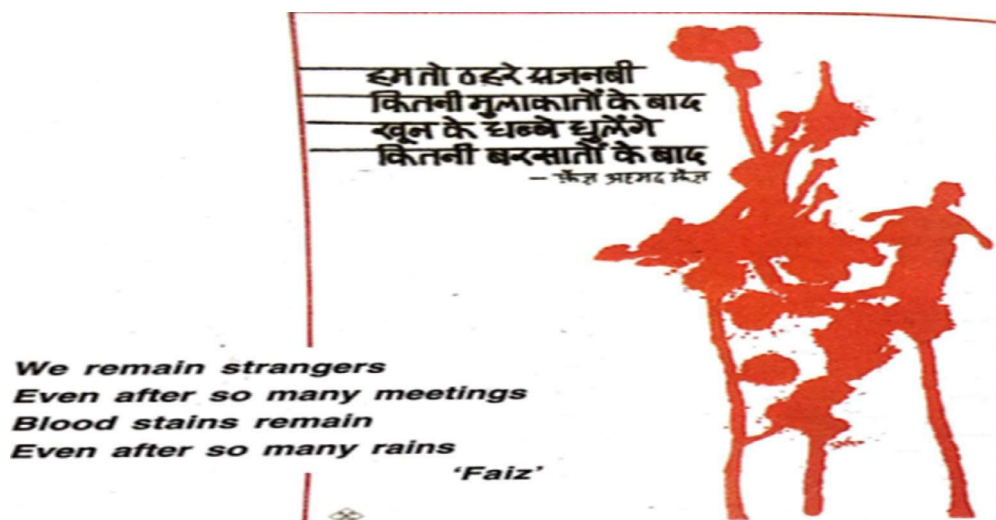 हम तो ठहरे अजनबी
कितनी मुलाकातों के बाद
खून के धब्बे धुलेंगे
कितनी बरसातों के बाद
– फ़ैज़ अहमद फ़ैज़
We remain strangers
Even after so many meetings
Blood stains remain
Even after so many rains
‘Faiz’